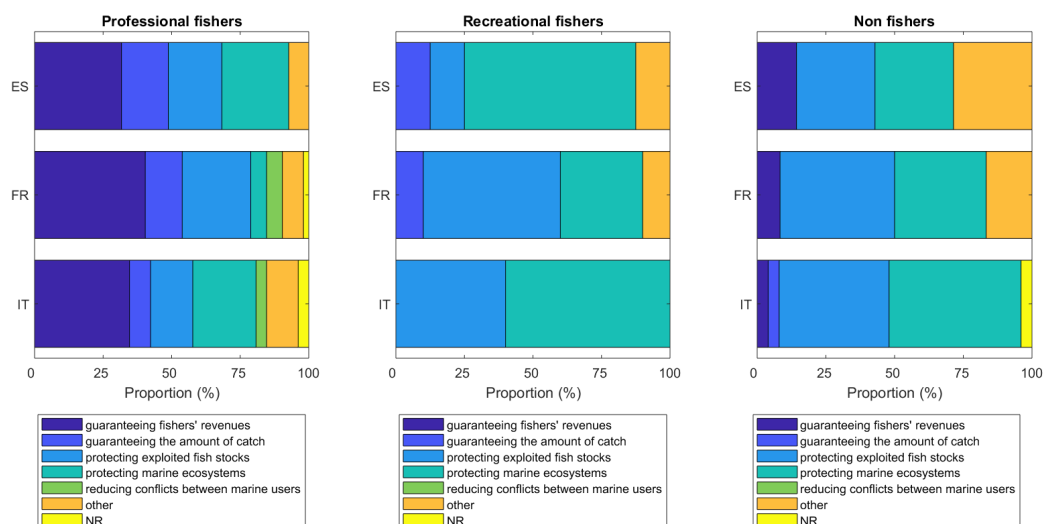 Professional fishers
ES
FR
IT
0 25 50 75 100
Proportion (%)
guaranteeing fishers' revenues
guaranteeing the amount of catch
protecting exploited fish stocks
protecting marine ecosystems
reducing conflicts between marine users
other
NR
Recreational fishers
ES
FR
IT
0 25 50 75 100
Proportion (%)
guaranteeing fishers' revenues
guaranteeing the amount of catch
protecting exploited fish stocks
protecting marine ecosystems
reducing conflicts between marine users
other
NR
Non fishers
ES
FR
IT
0 25 50 75 100
Proportion (%)
guaranteeing fishers' revenues
guaranteeing the amount of catch
protecting exploited fish stocks
protecting marine ecosystems
reducing conflicts between marine users
other
NR